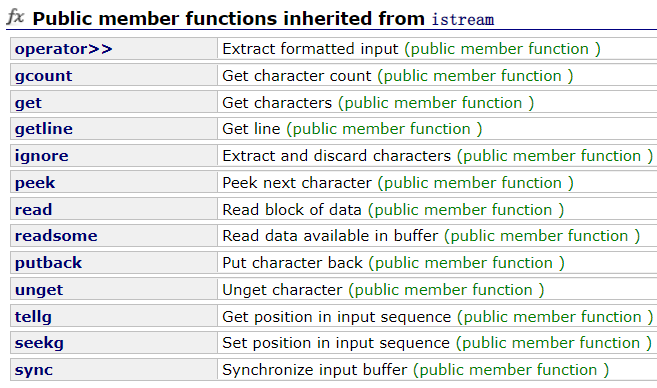 fx Public member functions inherited from istream
operator>> Extract formatted input (public member function )
gcount Get character count (public member function )
get Get characters (public member function )
getline Get line (public member function )
ignore Extract and discard characters (public member function )
peek Peek next character (public member function )
read Read block of data (public member function )
readsome Read data available in buffer (public member function )
putback Put character back (public member function )
unget Unget character (public member function )
tellg Get position in input sequence (public member function )
seekg Set position in input sequence (public member function )
sync Synchronize input buffer (public member function )